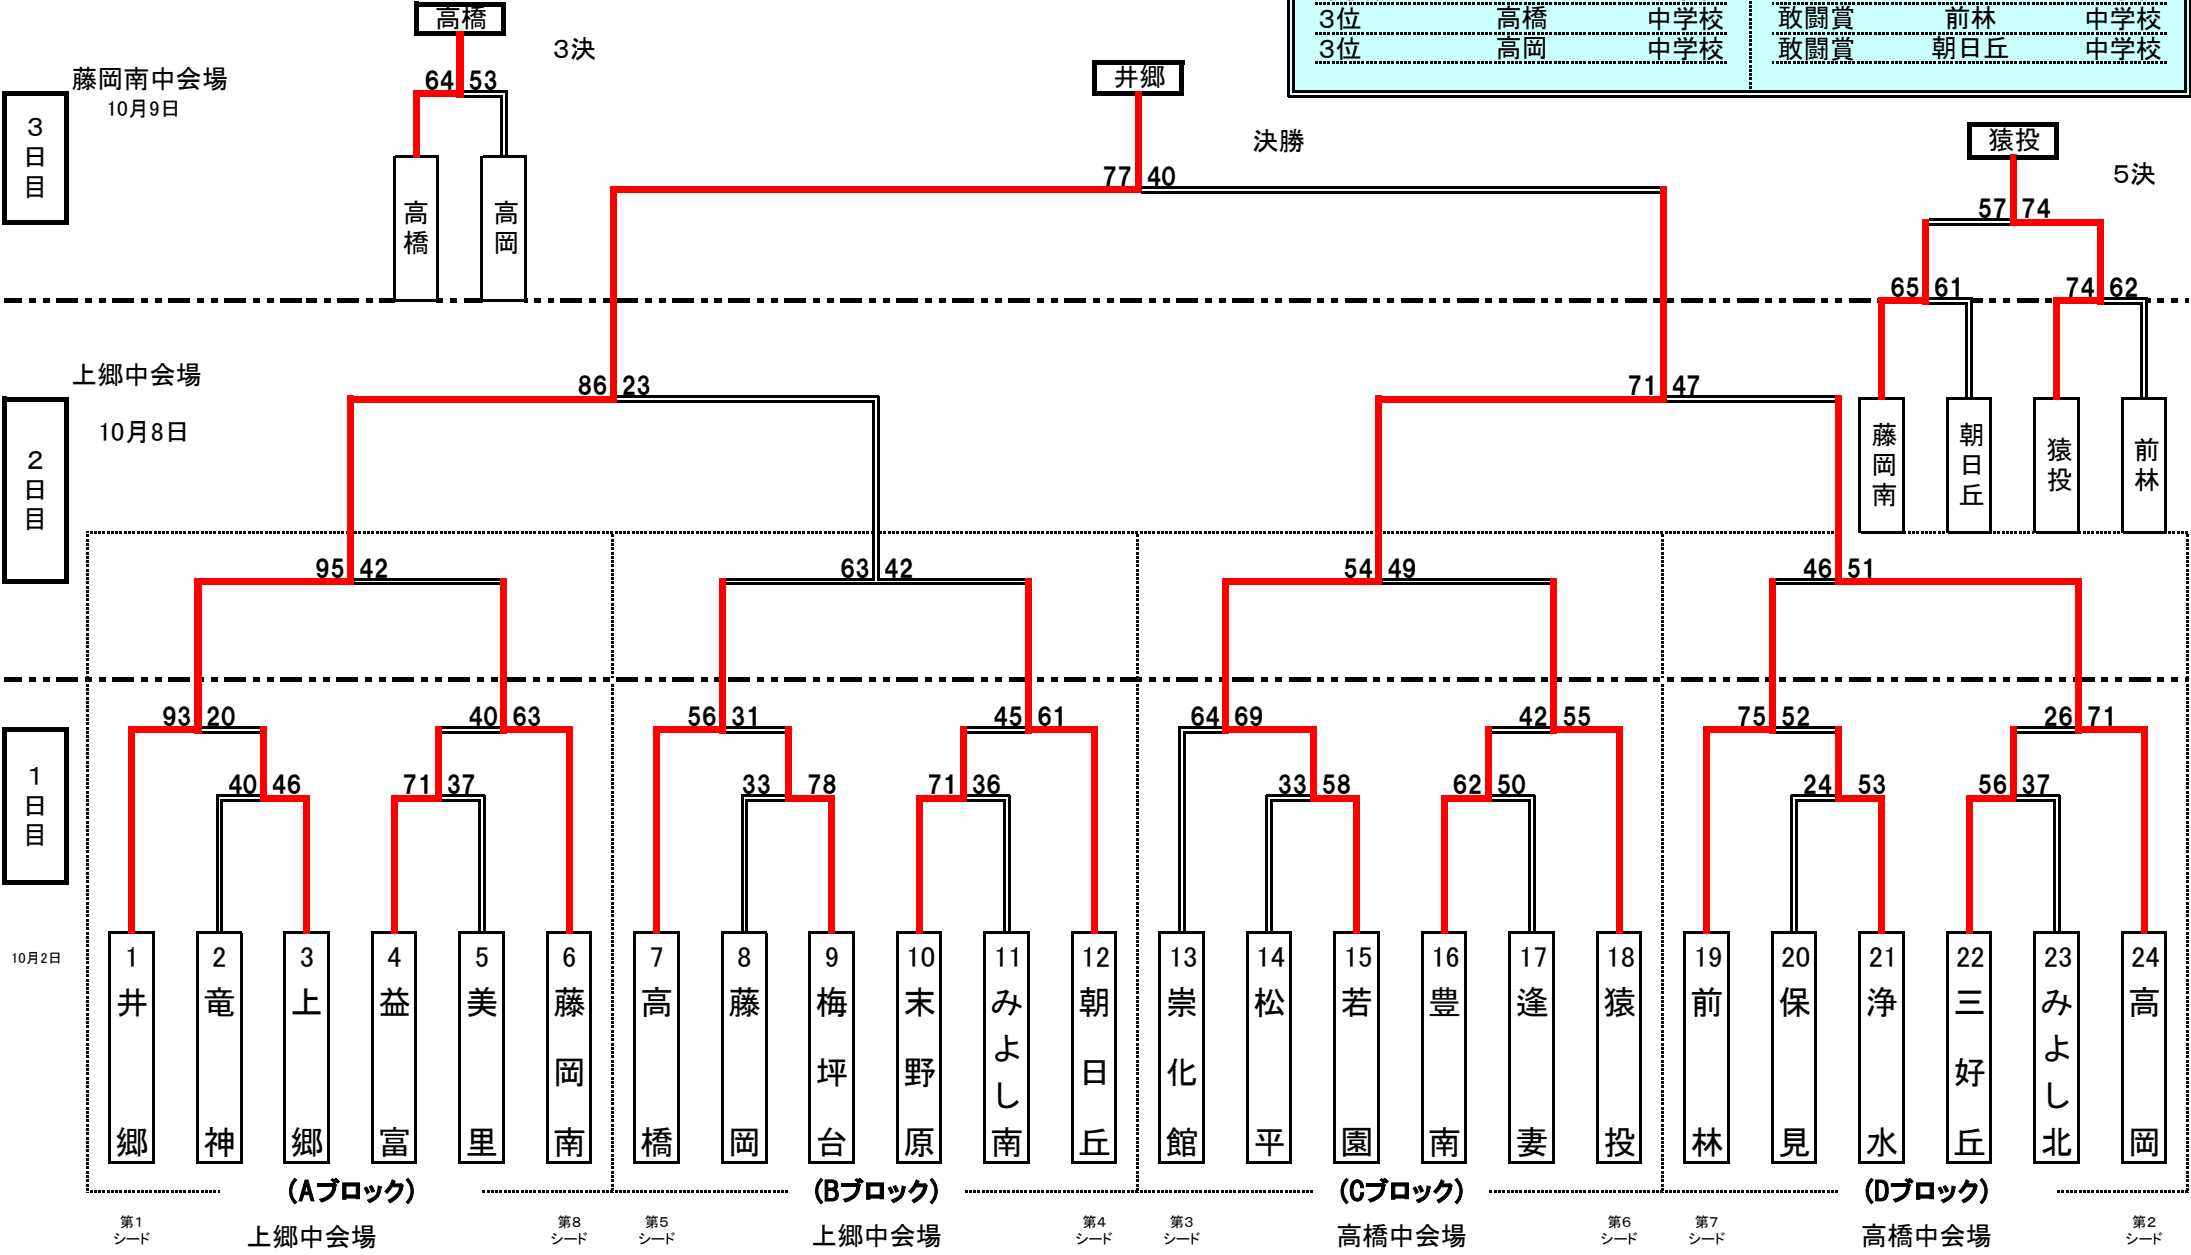 高橋
3決
64 53
藤岡南中会場
10月9日
3日目
高橋
高岡
3位 高橋 中学校 敢闘賞 前林 中学校
3位 高岡 中学校 敢闘賞 朝日丘 中学校
井郷
決勝
77 40
猿投
5決
57 74
65 61 74 62
藤岡南
朝日丘
猿投
前林
上郷中会場
10月8日
2日目
86 23 71 47
95 42 63 42 54 49 46 51
1日目
10月2日
93 20 40 63 56 31 45 61 64 69 42 55 75 52 26 71
40 46 71 37 33 78 71 36 33 58 62 50 24 53 56 37
1 井郷
2 竜神
3 上郷
4 益富
5 美里
6 藤岡南
7 高橋
8 藤岡
9 梅坪台
10 末野原
11 みよし南
12 朝日丘
13 崇化館
14 松平
15 若園
16 豊南
17 逢妻
18 猿投
19 前林
20 保見
21 浄水
22 三好丘
23 みよし北
24 高岡
(Aブロック) (Bブロック) (Cブロック) (Dブロック)
第1シード 上郷中会場 第8シード 第5シード 上郷中会場 第4シード 第3シード 高橋中会場 第6シード 第7シード 高橋中会場 第2シード